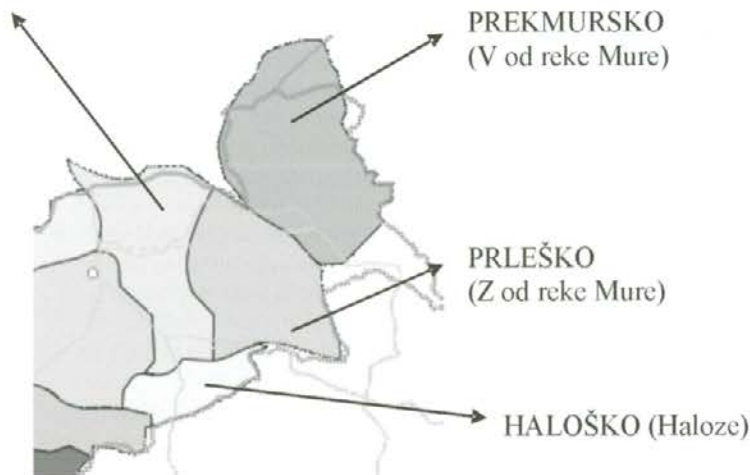 PREKMURSKO
(V od reke Mure)
PRLEŠKO
(Z od reke Mure)
HALOŠKO (Haloze)